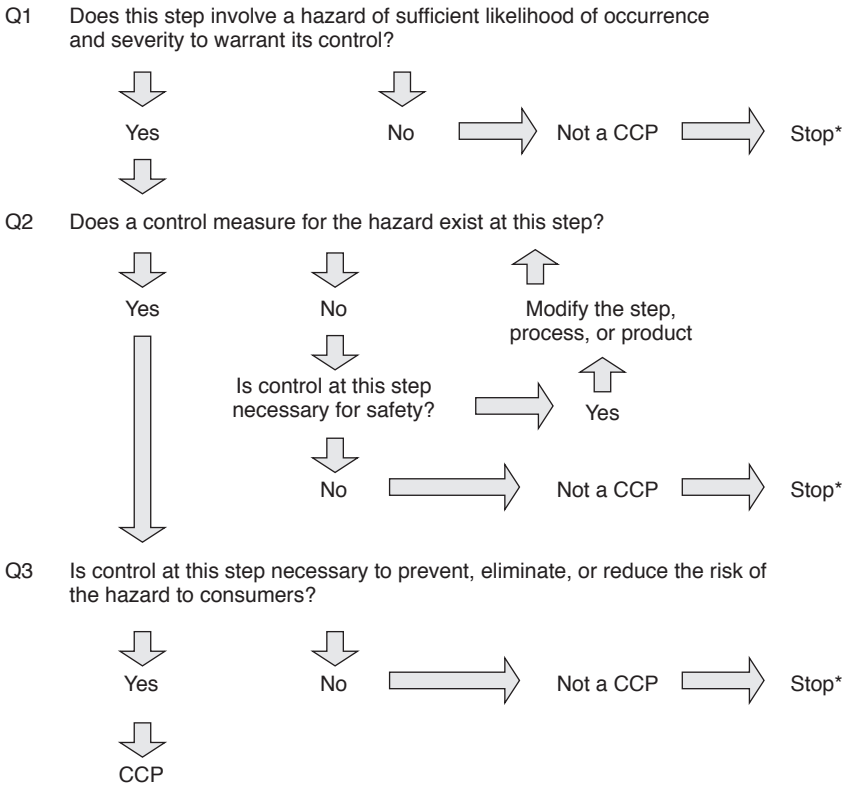 Q1 Does this step involve a hazard of sufficient likelihood of occurrence
and severity to warrant its control?
Yes No Not a CCP Stop*
Q2 Does a control measure for the hazard exist at this step?
Yes No Modify the step,
process, or product
Is control at this step
necessary for safety? Yes
No Not a CCP Stop*
Q3 Is control at this step necessary to prevent, eliminate, or reduce the risk of
the hazard to consumers?
Yes No Not a CCP Stop*
CCP